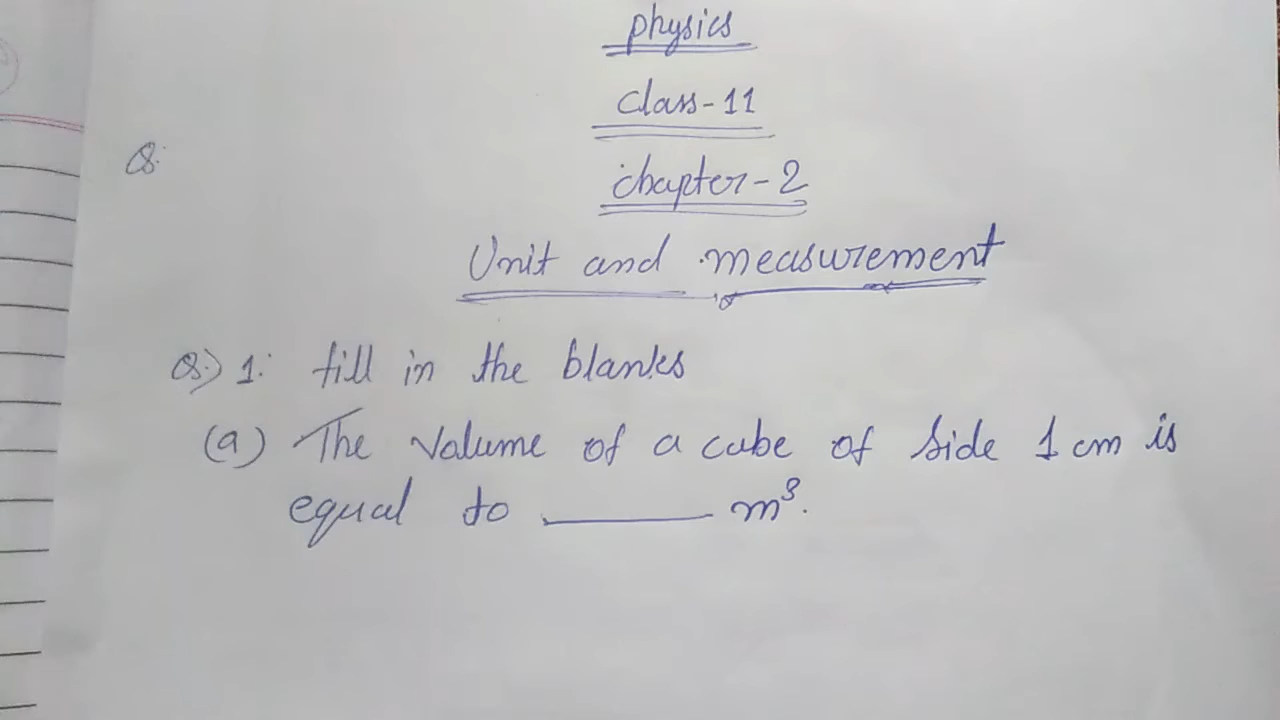 physics
class-11
chapter-2
Q.
Unit and measurement
Q.) 1. fill in the blanks
(a) The Volume of a cube of side 1 cm is
equal to ______ m³.